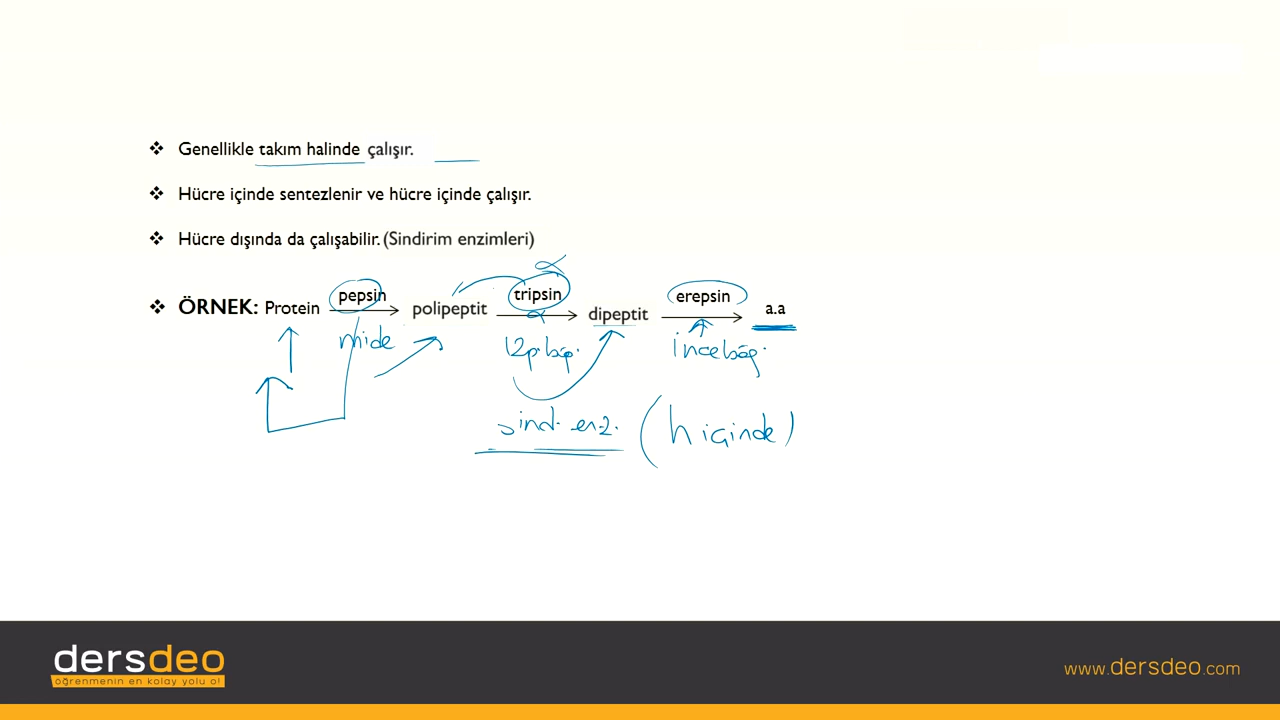 ❖ Genellikle takım halinde çalışır.
❖ Hücre içinde sentezlenir ve hücre içinde çalışır.
❖ Hücre dışında da çalışabilir. (Sindirim enzimleri)
❖ ÖRNEK: Protein pepsin polipeptit tripsin dipeptit erepsin a.a
mide 12p.bağ. incebağ.
sind. enz. (h içinde)
dersdeo
öğrenmenin en kolay yolu o!
www.dersdeo.com